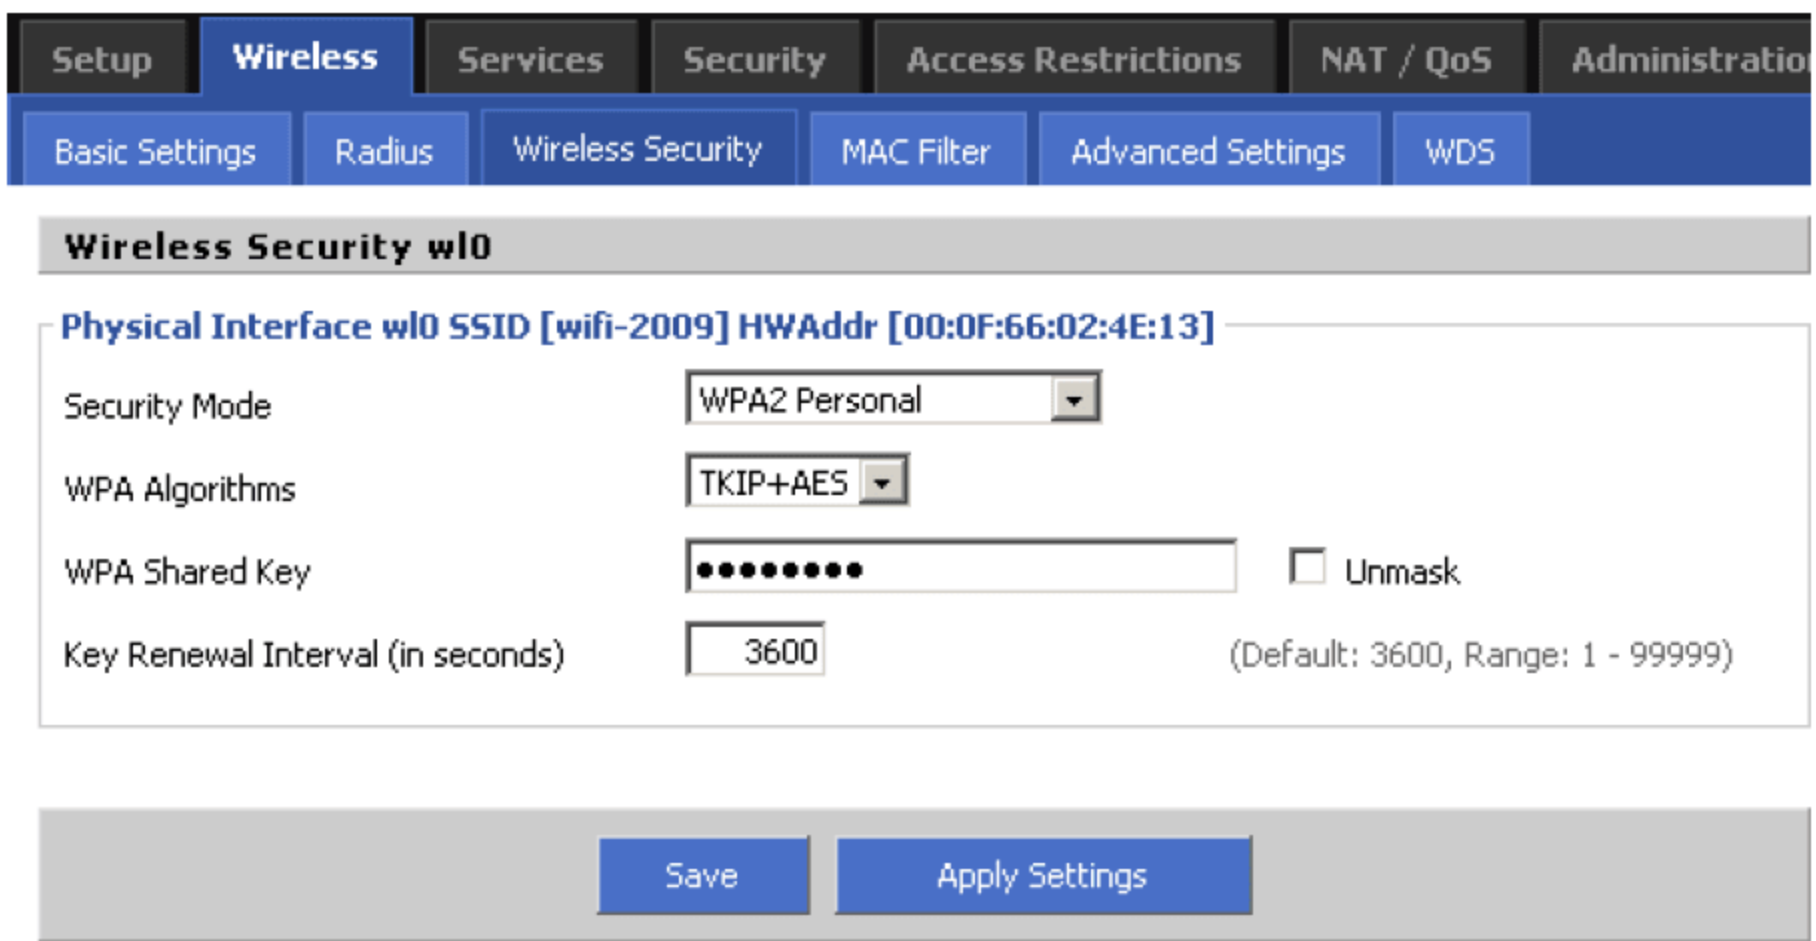 Setup Wireless Services Security Access Restrictions NAT / QoS Administration
Basic Settings Radius Wireless Security MAC Filter Advanced Settings WDS
Wireless Security wl0
Physical Interface wl0 SSID [wifi-2009] HWAddr [00:0F:66:02:4E:13]
Security Mode WPA2 Personal
WPA Algorithms TKIP+AES
WPA Shared Key ●●●●●●●● Unmask
Key Renewal Interval (in seconds) 3600 (Default: 3600, Range: 1 - 99999)
Save Apply Settings